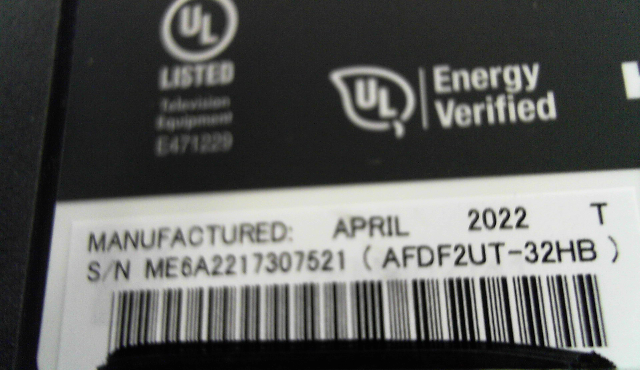 UL
LISTED
Television
Equipment
E471229
UL
Energy
Verified
MANUFACTURED: APRIL 2022 T
S/N ME6A2217307521 ( AFDF2UT-32HB )